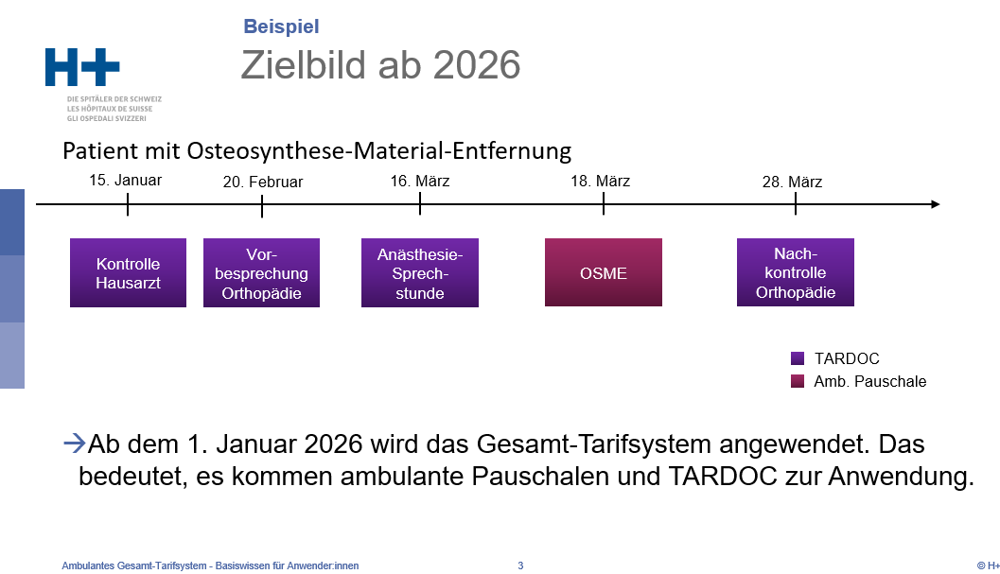 Beispiel
Zielbild ab 2026
H+
DIE SPITÄLER DER SCHWEIZ
LES HÔPITAUX DE SUISSE
GLI OSPEDALI SVIZZERI
Patient mit Osteosynthese-Material-Entfernung
15. Januar
20. Februar
16. März
18. März
28. März
Kontrolle
Hausarzt
Vor-
besprechung
Orthopädie
Anästhesie-
Sprech-
stunde
OSME
Nach-
kontrolle
Orthopädie
TARDOC
Amb. Pauschale
→Ab dem 1. Januar 2026 wird das Gesamt-Tarifsystem angewendet. Das
bedeutet, es kommen ambulante Pauschalen und TARDOC zur Anwendung.
Ambulantes Gesamt-Tarifsystem - Basiswissen für Anwender:innen
3
© H+